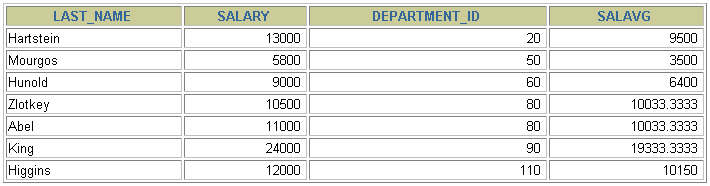 LAST_NAME SALARY DEPARTMENT_ID SALAVG
Hartstein 13000 20 9500
Mourgos 5800 50 3500
Hunold 9000 60 6400
Zlotkey 10500 80 10033.3333
Abel 11000 80 10033.3333
King 24000 90 19333.3333
Higgins 12000 110 10150